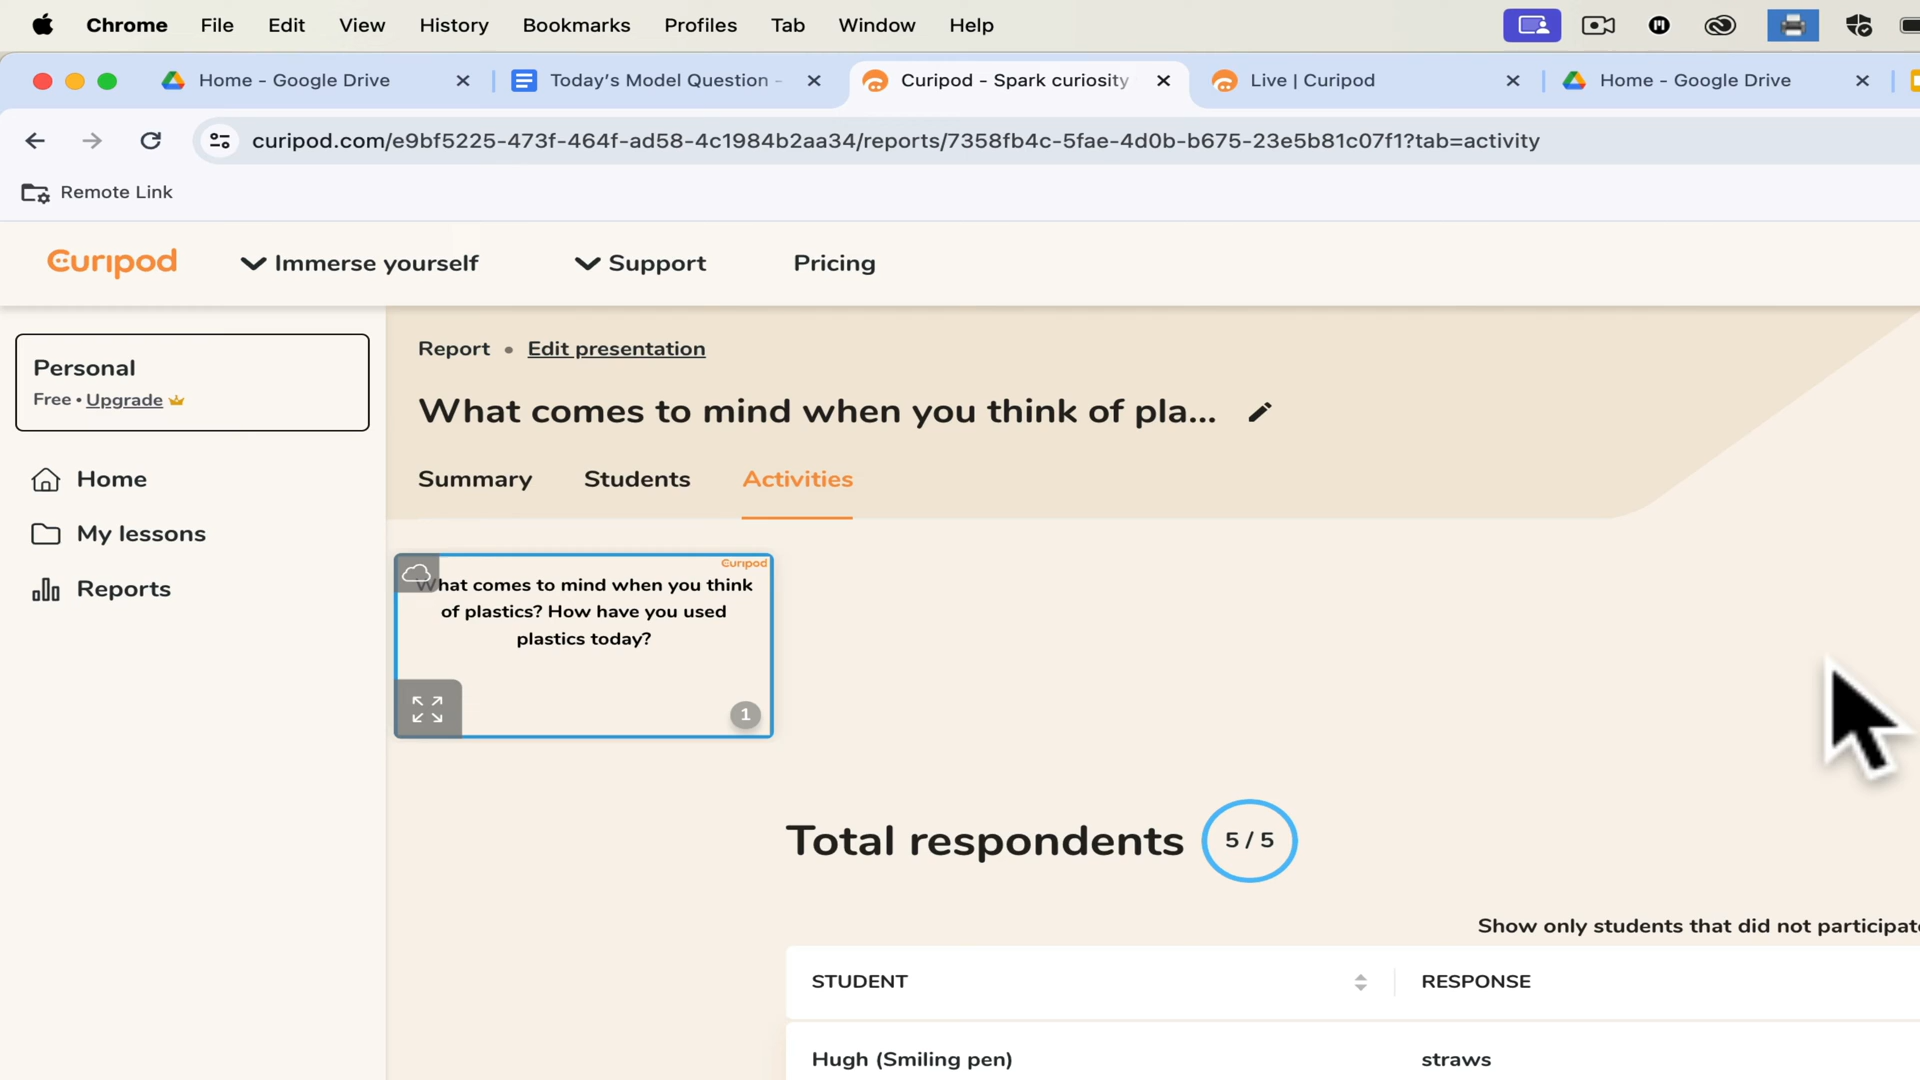 Chrome File Edit View History Bookmarks Profiles Tab Window Help
Home - Google Drive
Today's Model Question -
Curipod - Spark curiosity
Live | Curipod
Home - Google Drive
curipod.com/e9bf5225-473f-464f-ad58-4c1984b2aa34/reports/7358fb4c-5fae-4d0b-b675-23e5b81c07f1?tab=activity
Remote Link
Curipod Immerse yourself Support Pricing
Personal
Free • Upgrade
Home
My lessons
Reports
Report • Edit presentation
What comes to mind when you think of pla...
Summary Students Activities
Curipod
What comes to mind when you think
of plastics? How have you used
plastics today?
1
Total respondents 5 / 5
Show only students that did not participate
STUDENT RESPONSE
Hugh (Smiling pen) straws